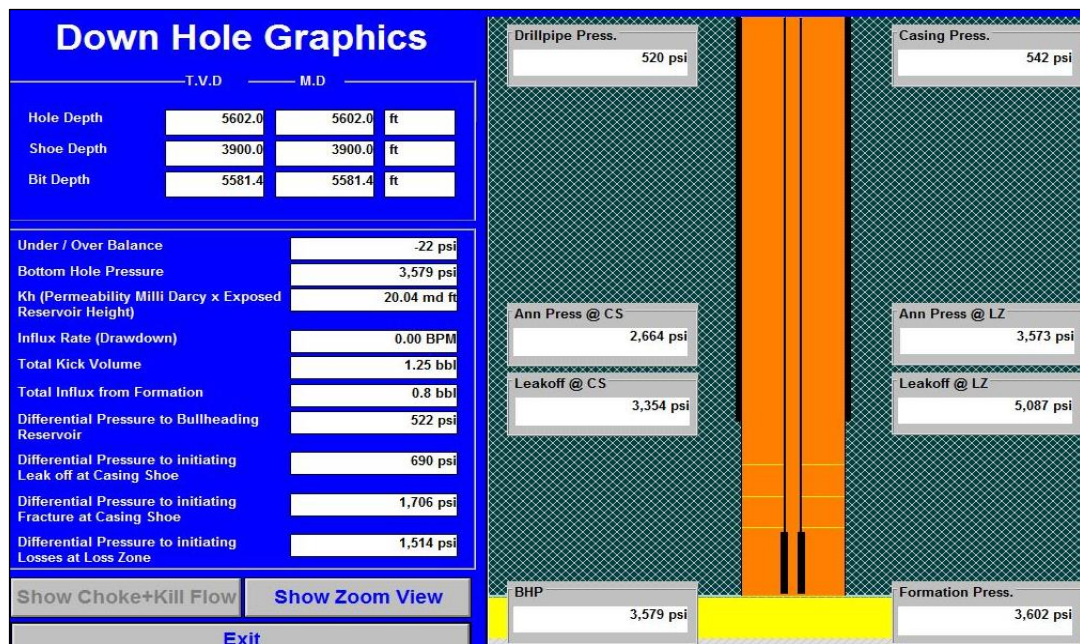 Down Hole Graphics
T.V.D M.D
Hole Depth 5602.0 5602.0 ft
Shoe Depth 3900.0 3900.0 ft
Bit Depth 5581.4 5581.4 ft
Under / Over Balance -22 psi
Bottom Hole Pressure 3,579 psi
Kh (Permeability Milli Darcy x Exposed
Reservoir Height) 20.04 md ft
Influx Rate (Drawdown) 0.00 BPM
Total Kick Volume 1.25 bbl
Total Influx from Formation 0.8 bbl
Differential Pressure to Bullheading
Reservoir 522 psi
Differential Pressure to initiating
Leak off at Casing Shoe 690 psi
Differential Pressure to initiating
Fracture at Casing Shoe 1,706 psi
Differential Pressure to initiating
Losses at Loss Zone 1,514 psi
Show Choke+Kill Flow Show Zoom View
Exit
Drillpipe Press.
520 psi
Casing Press.
542 psi
Ann Press @ CS
2,664 psi
Ann Press @ LZ
3,573 psi
Leakoff @ CS
3,354 psi
Leakoff @ LZ
5,087 psi
BHP
3,579 psi
Formation Press.
3,602 psi